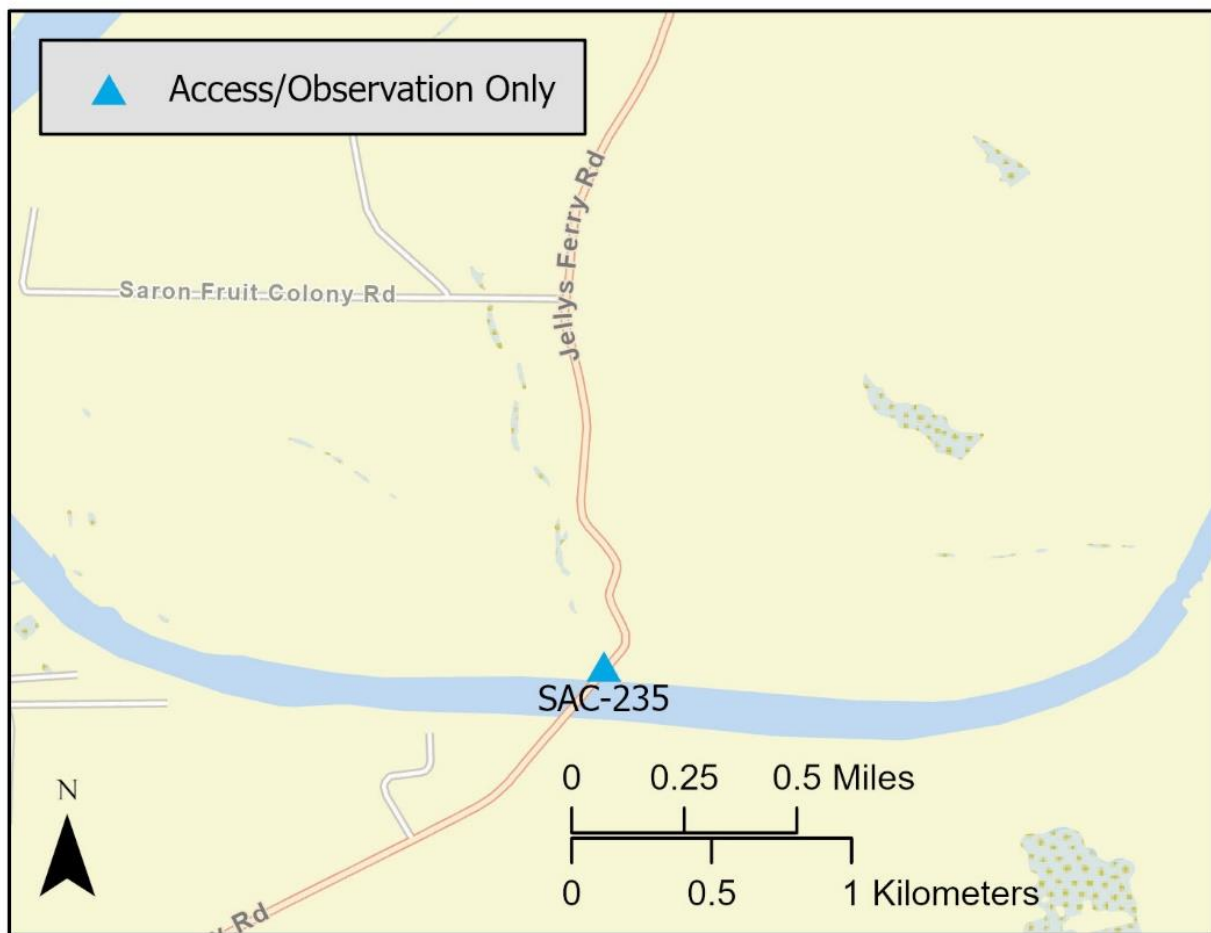 Access/Observation Only
Jellys Ferry Rd
Saron Fruit Colony Rd
SAC-235
N
0 0.25 0.5 Miles
0 0.5 1 Kilometers
y Rd